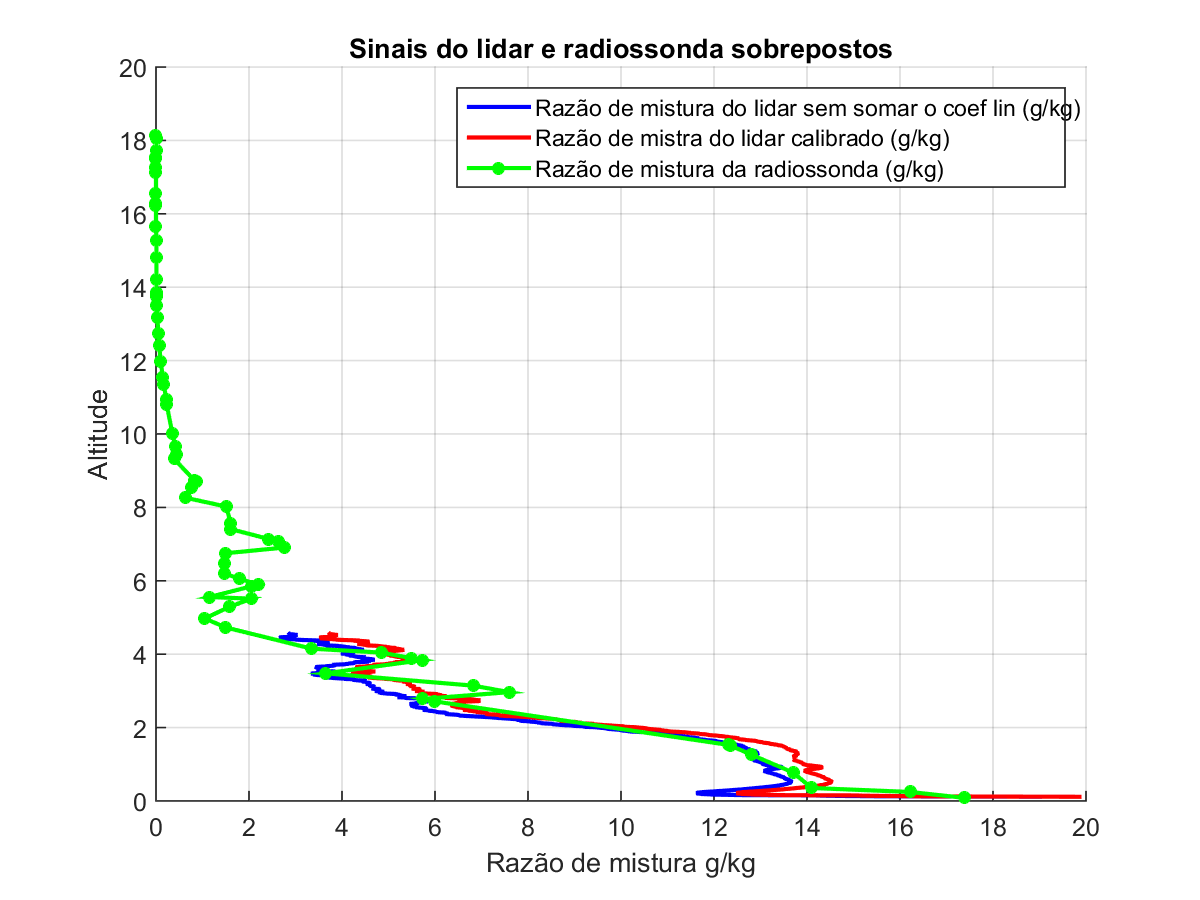 Sinais do lidar e radiossonda sobrepostos
20
18
16
14
12
10
8
6
4
2
0
Altitude
Razão de mistura do lidar sem somar o coef lin (g/kg)
Razão de mistra do lidar calibrado (g/kg)
Razão de mistura da radiossonda (g/kg)
0 2 4 6 8 10 12 14 16 18 20
Razão de mistura g/kg